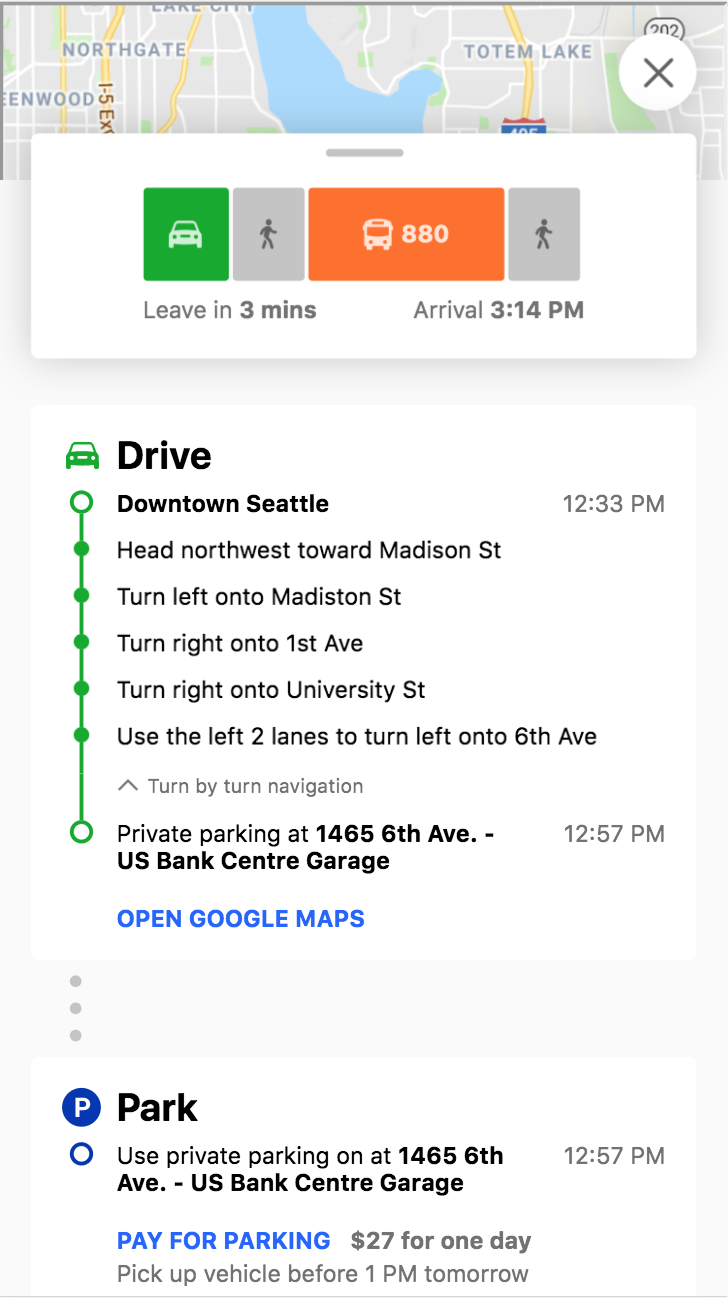 LAKE CITY
202
NORTHGATE
TOTEM LAKE
EENWOOD
I-5 Ex
405
880
Leave in 3 mins
Arrival 3:14 PM
Drive
Downtown Seattle
12:33 PM
Head northwest toward Madison St
Turn left onto Madiston St
Turn right onto 1st Ave
Turn right onto University St
Use the left 2 lanes to turn left onto 6th Ave
Turn by turn navigation
Private parking at 1465 6th Ave. -
12:57 PM
US Bank Centre Garage
OPEN GOOGLE MAPS
P Park
Use private parking on at 1465 6th
12:57 PM
Ave. - US Bank Centre Garage
PAY FOR PARKING $27 for one day
Pick up vehicle before 1 PM tomorrow